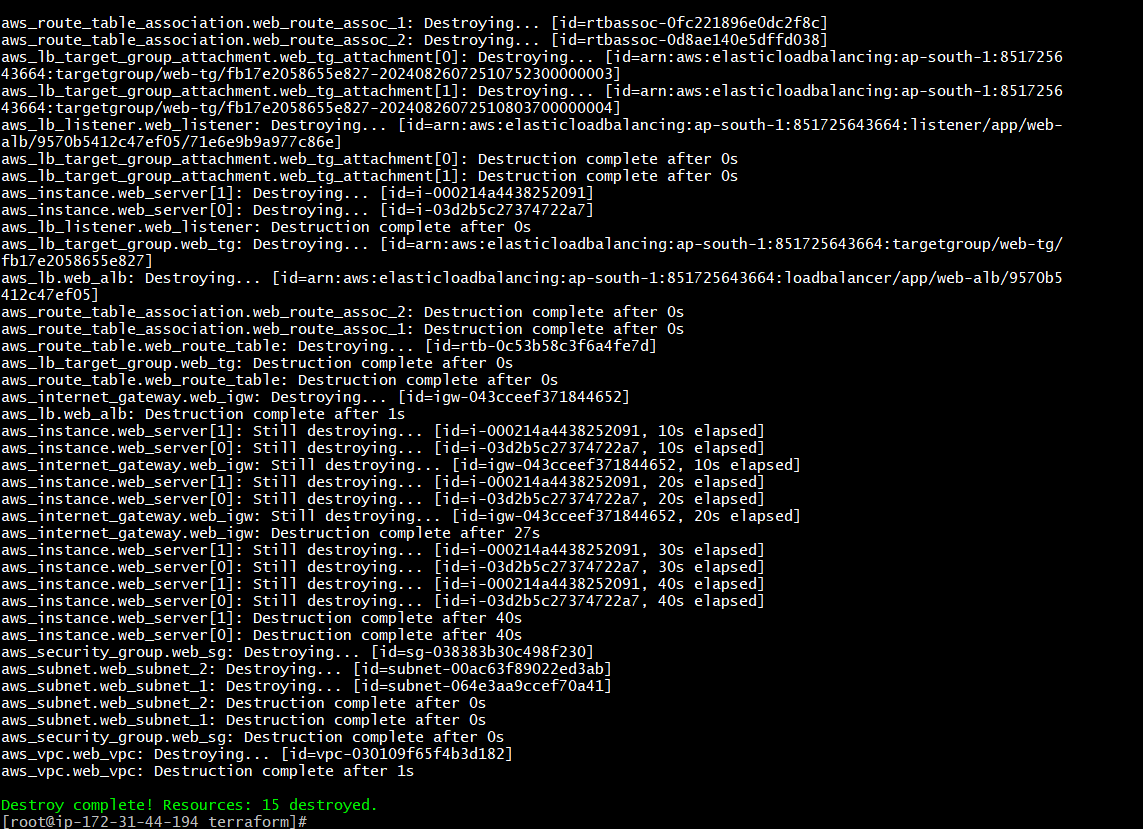 aws_route_table_association.web_route_assoc_1: Destroying... [id=rtbassoc-0fc221896e0dc2f8c]
aws_route_table_association.web_route_assoc_2: Destroying... [id=rtbassoc-0d8ae140e5dffd038]
aws_lb_target_group_attachment.web_tg_attachment[0]: Destroying... [id=arn:aws:elasticloadbalancing:ap-south-1:8517256
43664:targetgroup/web-tg/fb17e2058655e827-20240826072510752300000003]
aws_lb_target_group_attachment.web_tg_attachment[1]: Destroying... [id=arn:aws:elasticloadbalancing:ap-south-1:8517256
43664:targetgroup/web-tg/fb17e2058655e827-20240826072510803700000004]
aws_lb_listener.web_listener: Destroying... [id=arn:aws:elasticloadbalancing:ap-south-1:851725643664:listener/app/web-
alb/9570b5412c47ef05/71e6e9b9a977c86e]
aws_lb_target_group_attachment.web_tg_attachment[0]: Destruction complete after 0s
aws_lb_target_group_attachment.web_tg_attachment[1]: Destruction complete after 0s
aws_instance.web_server[1]: Destroying... [id=i-000214a4438252091]
aws_instance.web_server[0]: Destroying... [id=i-03d2b5c27374722a7]
aws_lb_listener.web_listener: Destruction complete after 0s
aws_lb_target_group.web_tg: Destroying... [id=arn:aws:elasticloadbalancing:ap-south-1:851725643664:targetgroup/web-tg/
fb17e2058655e827]
aws_lb.web_alb: Destroying... [id=arn:aws:elasticloadbalancing:ap-south-1:851725643664:loadbalancer/app/web-alb/9570b5
412c47ef05]
aws_route_table_association.web_route_assoc_2: Destruction complete after 0s
aws_route_table_association.web_route_assoc_1: Destruction complete after 0s
aws_route_table.web_route_table: Destroying... [id=rtb-0c53b58c3f6a4fe7d]
aws_lb_target_group.web_tg: Destruction complete after 0s
aws_route_table.web_route_table: Destruction complete after 0s
aws_internet_gateway.web_igw: Destroying... [id=igw-043cceef371844652]
aws_lb.web_alb: Destruction complete after 1s
aws_instance.web_server[1]: Still destroying... [id=i-000214a4438252091, 10s elapsed]
aws_instance.web_server[0]: Still destroying... [id=i-03d2b5c27374722a7, 10s elapsed]
aws_internet_gateway.web_igw: Still destroying... [id=igw-043cceef371844652, 10s elapsed]
aws_instance.web_server[1]: Still destroying... [id=i-000214a4438252091, 20s elapsed]
aws_instance.web_server[0]: Still destroying... [id=i-03d2b5c27374722a7, 20s elapsed]
aws_internet_gateway.web_igw: Still destroying... [id=igw-043cceef371844652, 20s elapsed]
aws_internet_gateway.web_igw: Destruction complete after 27s
aws_instance.web_server[1]: Still destroying... [id=i-000214a4438252091, 30s elapsed]
aws_instance.web_server[0]: Still destroying... [id=i-03d2b5c27374722a7, 30s elapsed]
aws_instance.web_server[1]: Still destroying... [id=i-000214a4438252091, 40s elapsed]
aws_instance.web_server[0]: Still destroying... [id=i-03d2b5c27374722a7, 40s elapsed]
aws_instance.web_server[1]: Destruction complete after 40s
aws_instance.web_server[0]: Destruction complete after 40s
aws_security_group.web_sg: Destroying... [id=sg-038383b30c498f230]
aws_subnet.web_subnet_2: Destroying... [id=subnet-00ac63f89022ed3ab]
aws_subnet.web_subnet_1: Destroying... [id=subnet-064e3aa9ccef70a41]
aws_subnet.web_subnet_2: Destruction complete after 0s
aws_subnet.web_subnet_1: Destruction complete after 0s
aws_security_group.web_sg: Destruction complete after 0s
aws_vpc.web_vpc: Destroying... [id=vpc-030109f65f4b3d182]
aws_vpc.web_vpc: Destruction complete after 1s
Destroy complete! Resources: 15 destroyed.
[root@ip-172-31-44-194 terraform]#